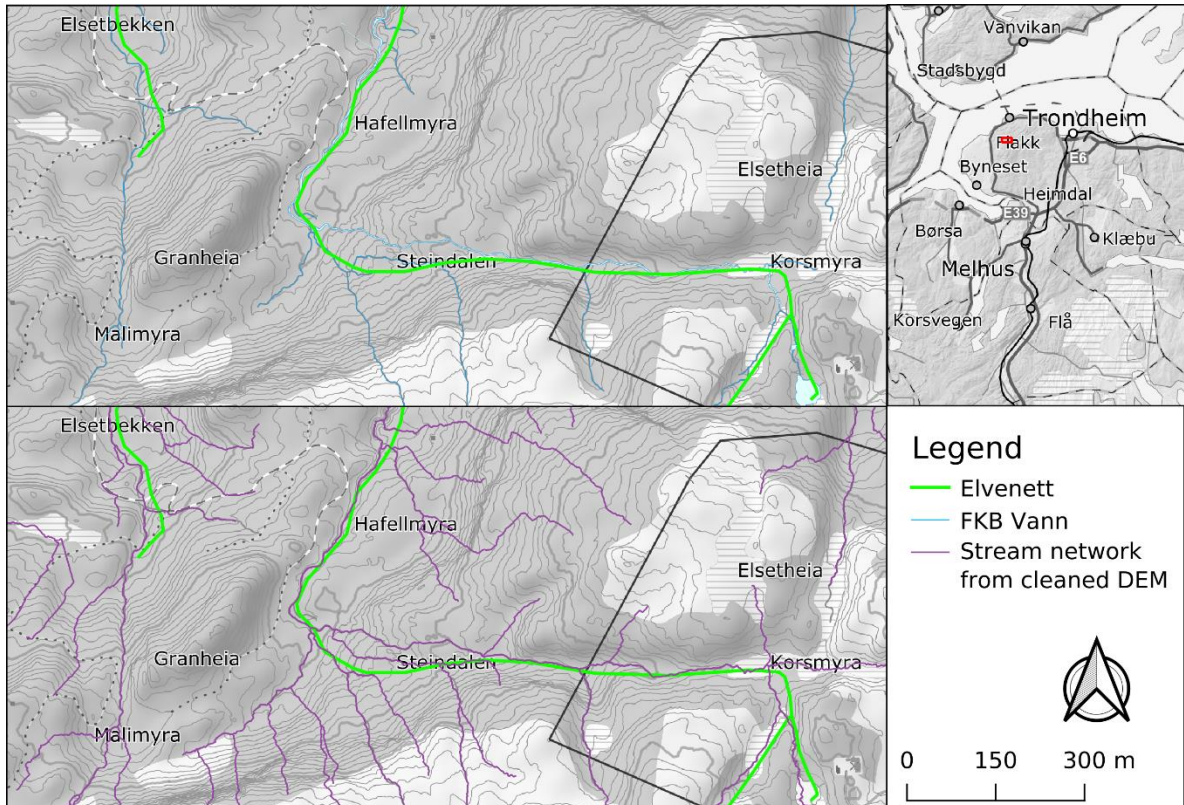 Elsetbekken
Hafellmyra
Elsetheia
Granheia
Steindalen
Korsmyra
Malimyra
Vanvikan
Stadsbygd
Trondheim
Flakk
E6
Byneset
Heimdal
E39
Børsa
Klæbu
Melhus
Korsvegen
Flå
Elsetbekken
Hafellmyra
Elsetheia
Granheia
Steindalen
Korsmyra
Malimyra
Legend
Elvenett
FKB Vann
Stream network
from cleaned DEM
0 150 300 m